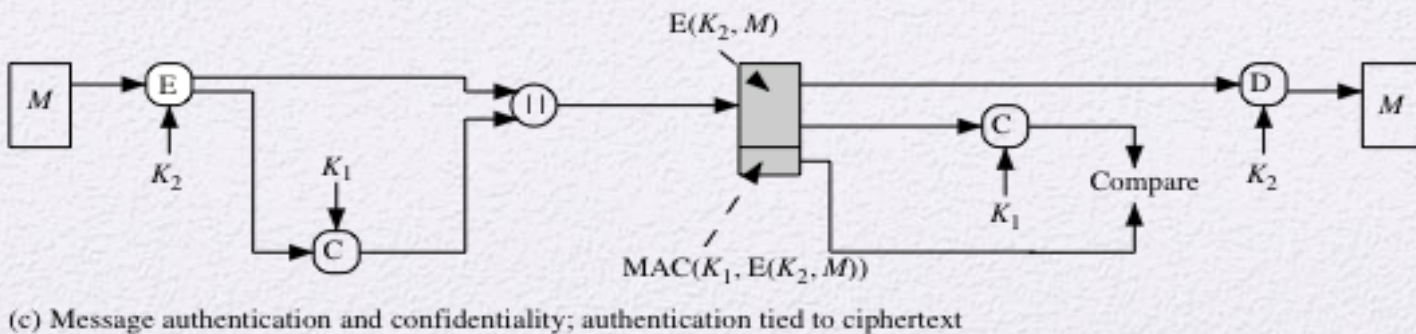 E(K₂, M)
M
E
||
C
D
M
K₂
K₁
C
K₁
Compare
K₂
MAC(K₁, E(K₂, M))
(c) Message authentication and confidentiality; authentication tied to ciphertext